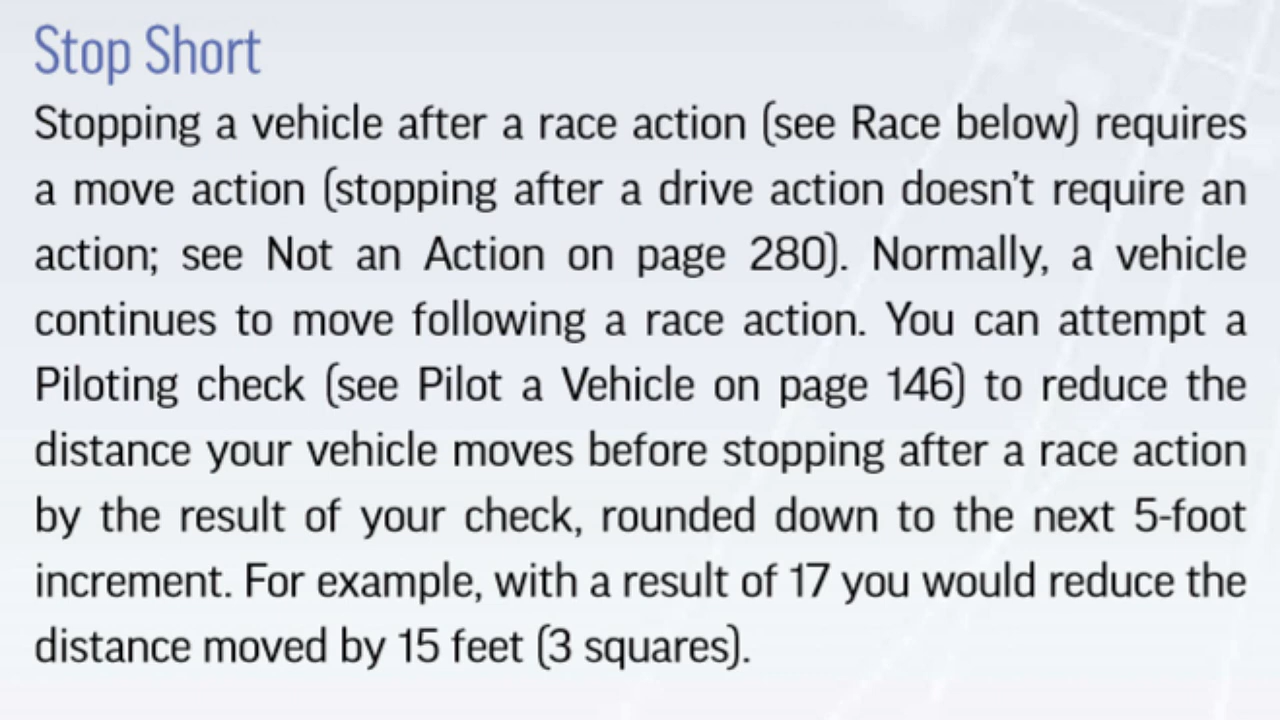 Stop Short
Stopping a vehicle after a race action (see Race below) requires
a move action (stopping after a drive action doesn't require an
action; see Not an Action on page 280). Normally, a vehicle
continues to move following a race action. You can attempt a
Piloting check (see Pilot a Vehicle on page 146) to reduce the
distance your vehicle moves before stopping after a race action
by the result of your check, rounded down to the next 5-foot
increment. For example, with a result of 17 you would reduce the
distance moved by 15 feet (3 squares).